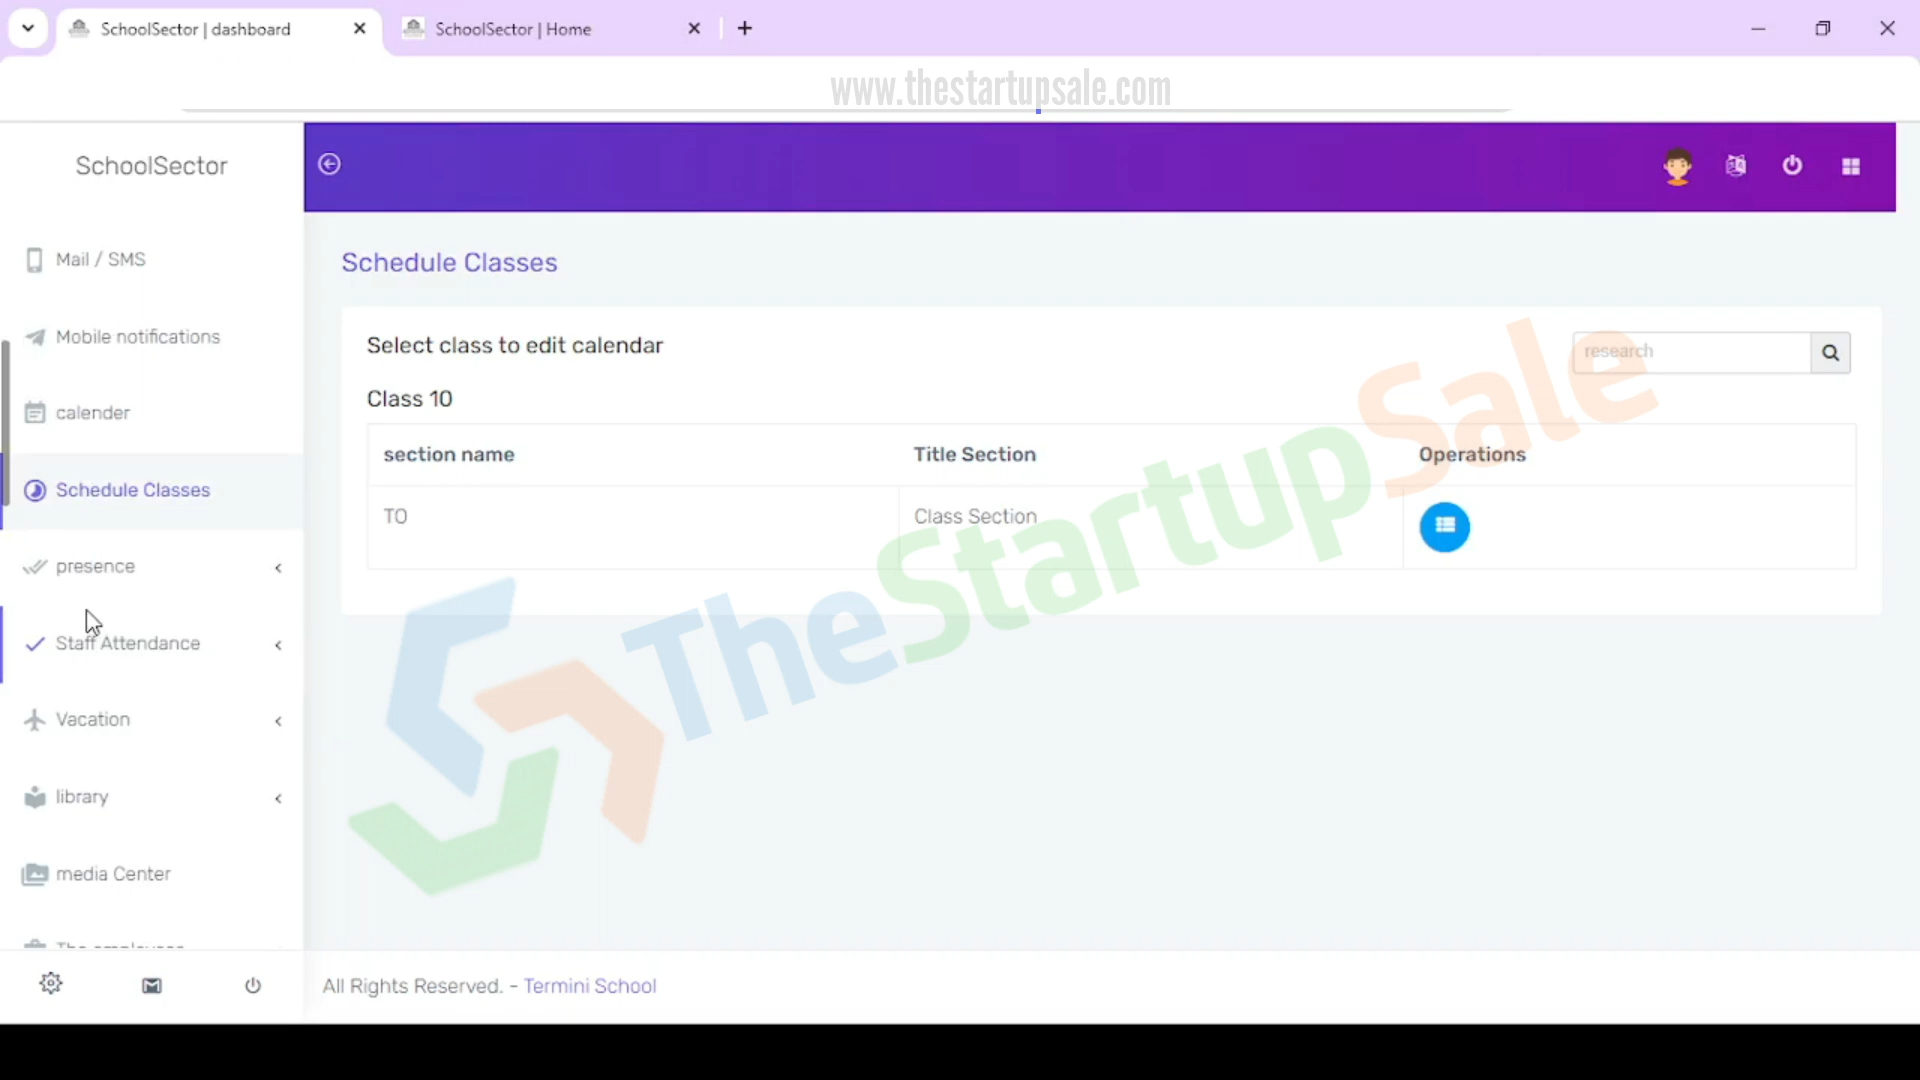 SchoolSector | dashboard
SchoolSector | Home
www.thestartupsale.com
SchoolSector
Mail / SMS
Mobile notifications
calender
Schedule Classes
presence
Staff Attendance
Vacation
library
media Center
The employees
Schedule Classes
Select class to edit calendar
research
Class 10
section name Title Section Operations
TO Class Section
TheStartupSale
All Rights Reserved. - Termini School